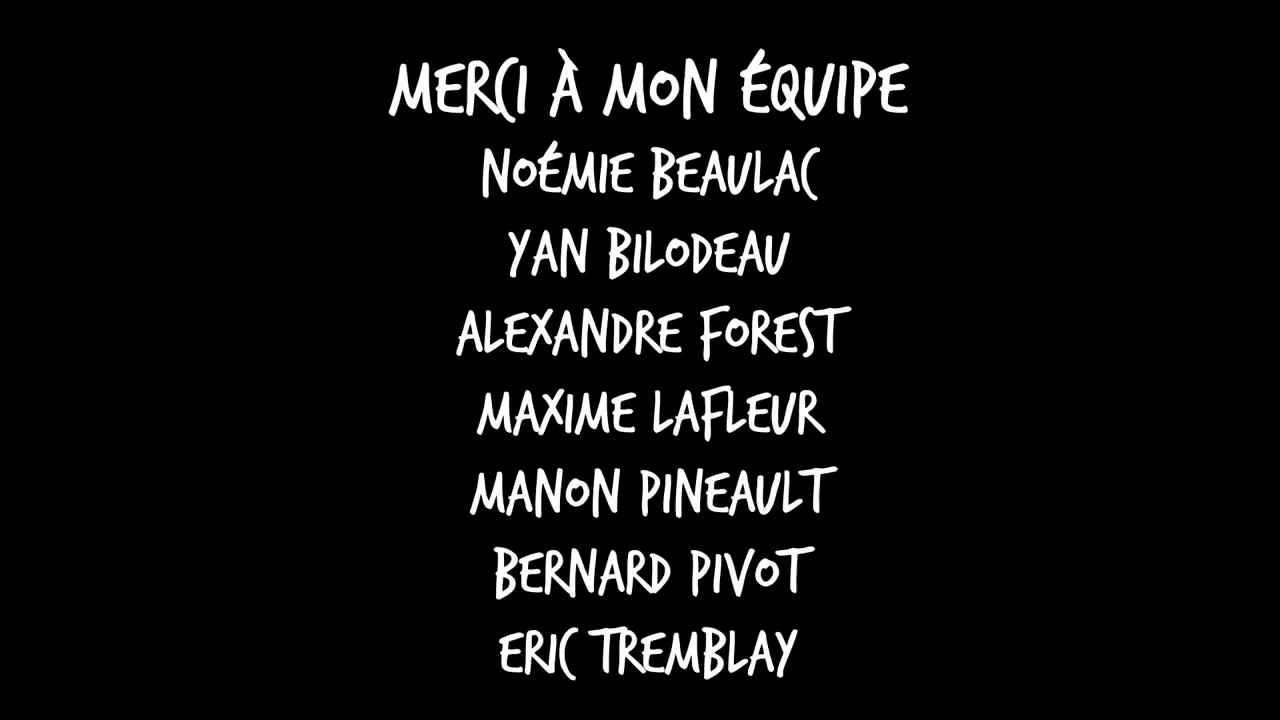 MERCI À MON ÉQUIPE
NOÉMIE BEAULAC
YAN BILODEAU
ALEXANDRE FOREST
MAXIME LAFLEUR
MANON PINEAULT
BERNARD PIVOT
ERIC TREMBLAY